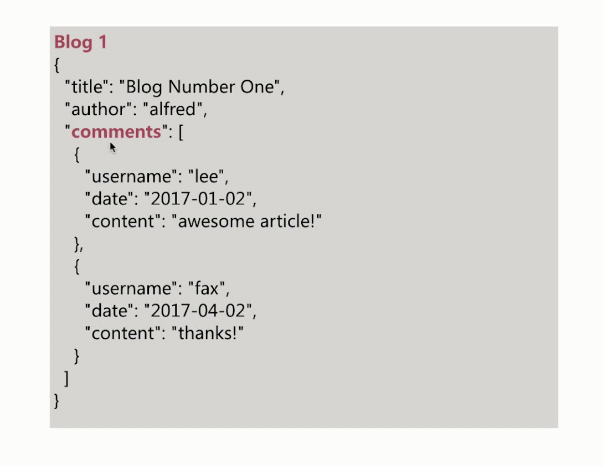 Blog 1
{
"title": "Blog Number One",
"author": "alfred",
"comments": [
{
"username": "lee",
"date": "2017-01-02",
"content": "awesome article!"
},
{
"username": "fax",
"date": "2017-04-02",
"content": "thanks!"
}
]
}